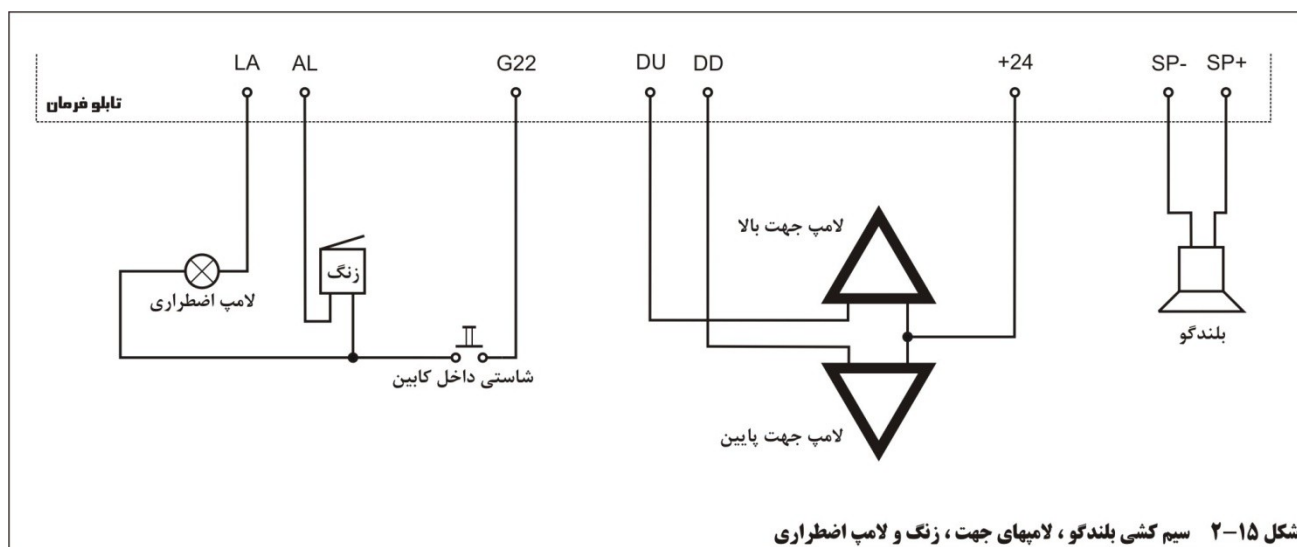 LA AL G22 DU DD +24 SP- SP+
تابلو فرمان
لامپ جهت بالا
زنگ
لامپ اضطراری
بلندگو
شاستی داخل کابین
لامپ جهت پایین
شکل ۱۵-۲ سیم کشی بلندگو ، لامپهای جهت ، زنگ و لامپ اضطراری